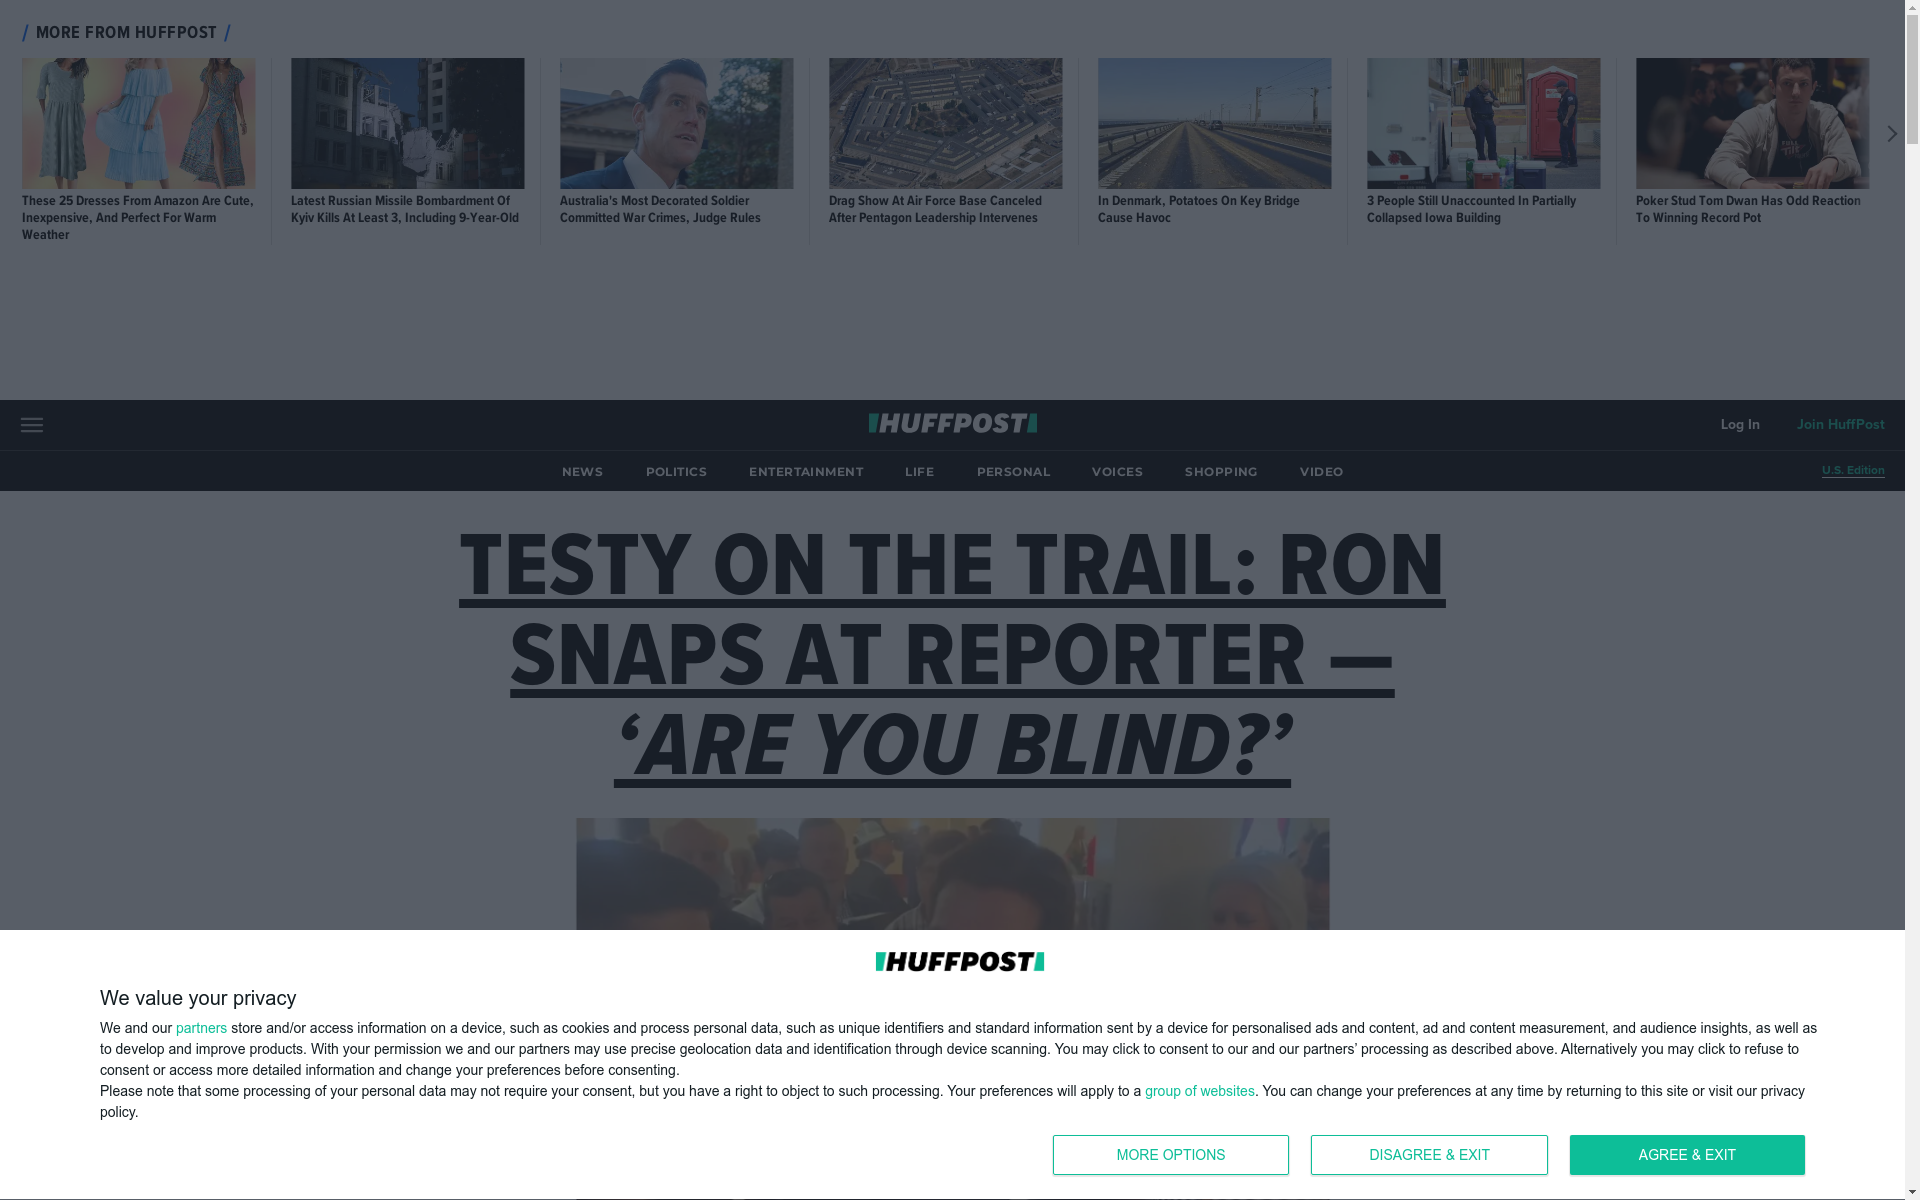 / MORE FROM HUFFPOST /
These 25 Dresses From Amazon Are Cute,
Inexpensive, And Perfect For Warm
Weather
Latest Russian Missile Bombardment Of
Kyiv Kills At Least 3, Including 9-Year-Old
Australia's Most Decorated Soldier
Committed War Crimes, Judge Rules
Drag Show At Air Force Base Canceled
After Pentagon Leadership Intervenes
In Denmark, Potatoes On Key Bridge
Cause Havoc
3 People Still Unaccounted In Partially
Collapsed Iowa Building
Poker Stud Tom Dwan Has Odd Reaction
To Winning Record Pot
HUFFPOST
Log In
Join HuffPost
NEWS POLITICS ENTERTAINMENT LIFE PERSONAL VOICES SHOPPING VIDEO
U.S. Edition
TESTY ON THE TRAIL: RON
SNAPS AT REPORTER —
‘ARE YOU BLIND?’
HUFFPOST
We value your privacy
We and our partners store and/or access information on a device, such as cookies and process personal data, such as unique identifiers and standard information sent by a device for personalised ads and content, ad and content measurement, and audience insights, as well as
to develop and improve products. With your permission we and our partners may use precise geolocation data and identification through device scanning. You may click to consent to our and our partners’ processing as described above. Alternatively you may click to refuse to
consent or access more detailed information and change your preferences before consenting.
Please note that some processing of your personal data may not require your consent, but you have a right to object to such processing. Your preferences will apply to a group of websites. You can change your preferences at any time by returning to this site or visit our privacy
policy.
MORE OPTIONS
DISAGREE & EXIT
AGREE & EXIT